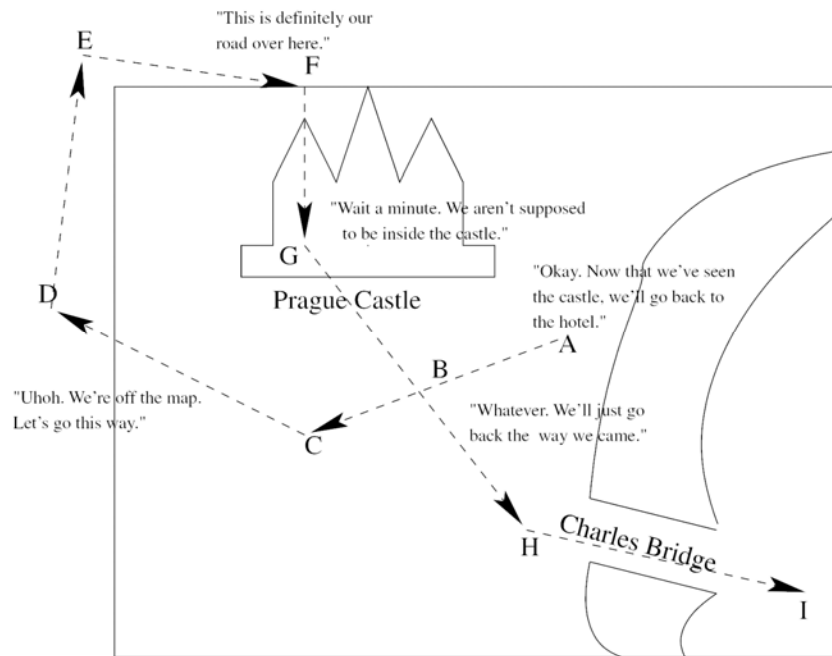 "This is definitely our
road over here."
E
F
"Wait a minute. We aren't supposed
to be inside the castle."
G
"Okay. Now that we've seen
the castle, we'll go back to
the hotel."
D
Prague Castle
A
B
"Uhoh. We're off the map.
Let's go this way."
"Whatever. We'll just go
back the way we came."
C
Charles Bridge
H
I